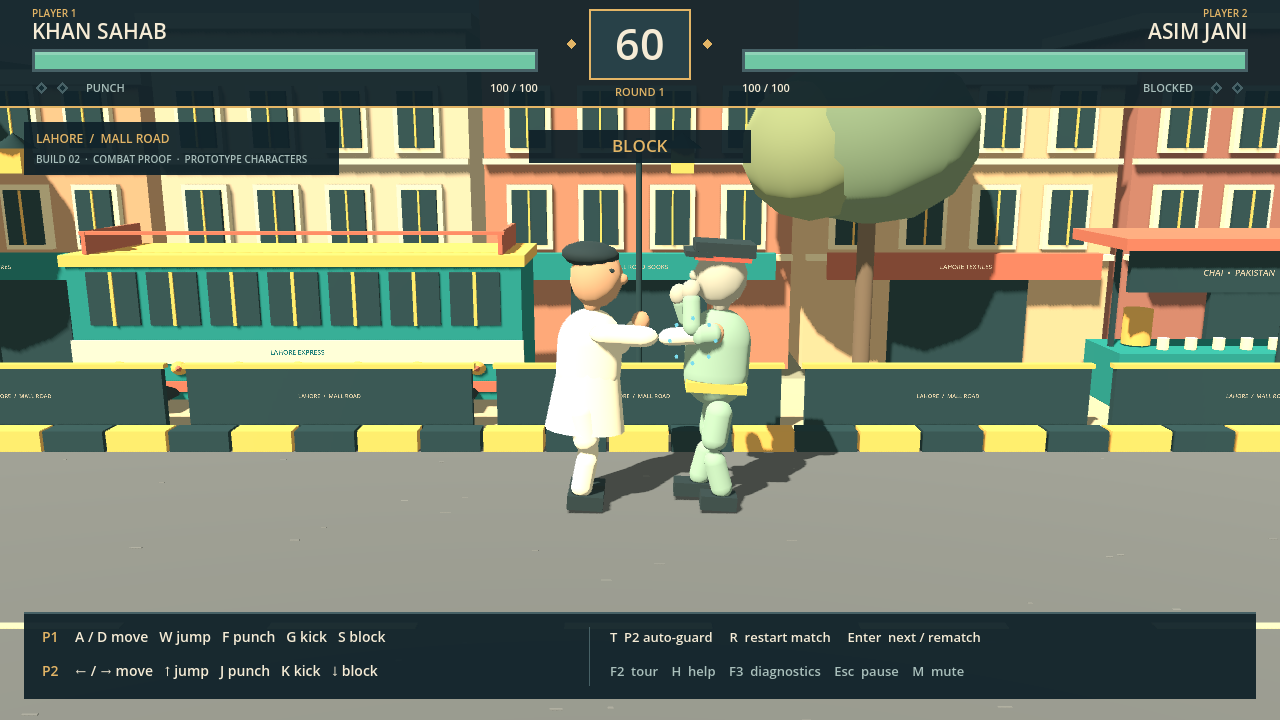 PLAYER 1
KHAN SAHAB
PUNCH
100 / 100
60
ROUND 1
PLAYER 2
ASIM JANI
100 / 100
BLOCKED
LAHORE / MALL ROAD
BUILD 02 · COMBAT PROOF · PROTOTYPE CHARACTERS
BLOCK
BOOKS
LAHORE TEXTILES
CHAI • PAKISTAN
LAHORE EXPRESS
LAHORE / MALL ROAD
LAHORE / MALL ROAD
P1 A / D move W jump F punch G kick S block
P2 ← / → move ↑ jump J punch K kick ↓ block
T P2 auto-guard R restart match Enter next / rematch
F2 tour H help F3 diagnostics Esc pause M mute